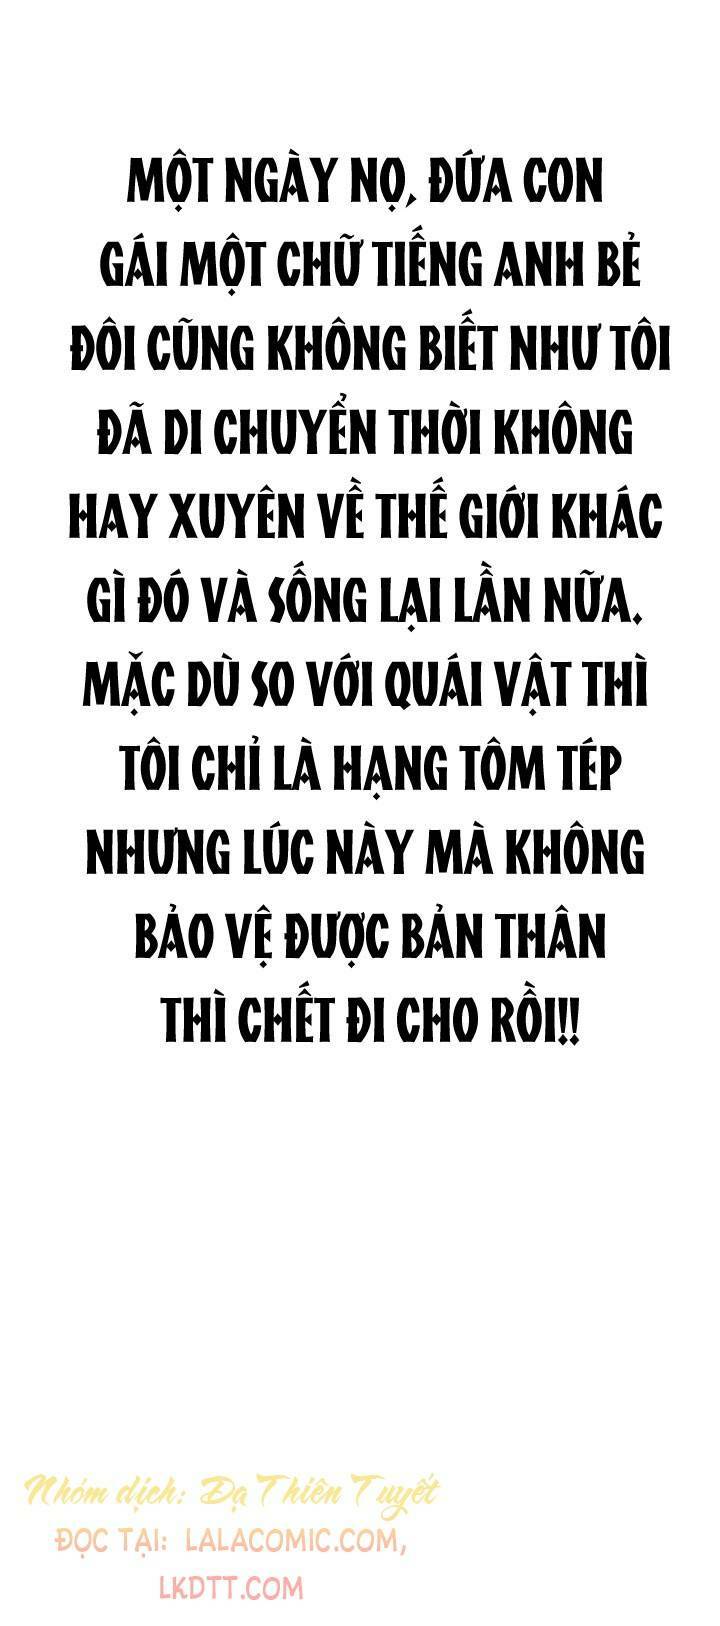 MỘT NGÀY NỌ, ĐỨA CON
GÁI MỘT CHỮ TIẾNG ANH BẺ
ĐÔI CŨNG KHÔNG BIẾT NHƯ TÔI
ĐÃ DI CHUYỂN THỜI KHÔNG
HAY XUYÊN VỀ THẾ GIỚI KHÁC
GÌ ĐÓ VÀ SỐNG LẠI LẦN NỮA.
MẶC DÙ SO VỚI QUÁI VẬT THÌ
TÔI CHỈ LÀ HẠNG TÔM TÉP
NHƯNG LÚC NÀY MÀ KHÔNG
BẢO VỆ ĐƯỢC BẢN THÂN
THÌ CHẾT ĐI CHO RỒI!!
Nhóm dịch: Dạ Thiên Tuyết
ĐỌC TẠI: LALACOMIC.COM,
LKDTT.COM